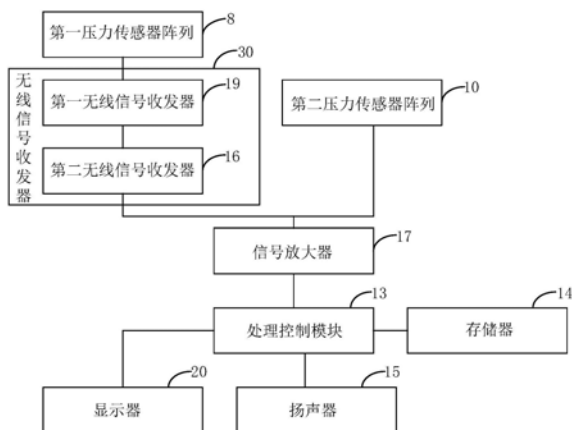 第一压力传感器阵列
8
30
无线信号收发器
第一无线信号收发器
19
第二压力传感器阵列
10
第二无线信号收发器
16
信号放大器
17
处理控制模块
13
存储器
14
显示器
20
扬声器
15